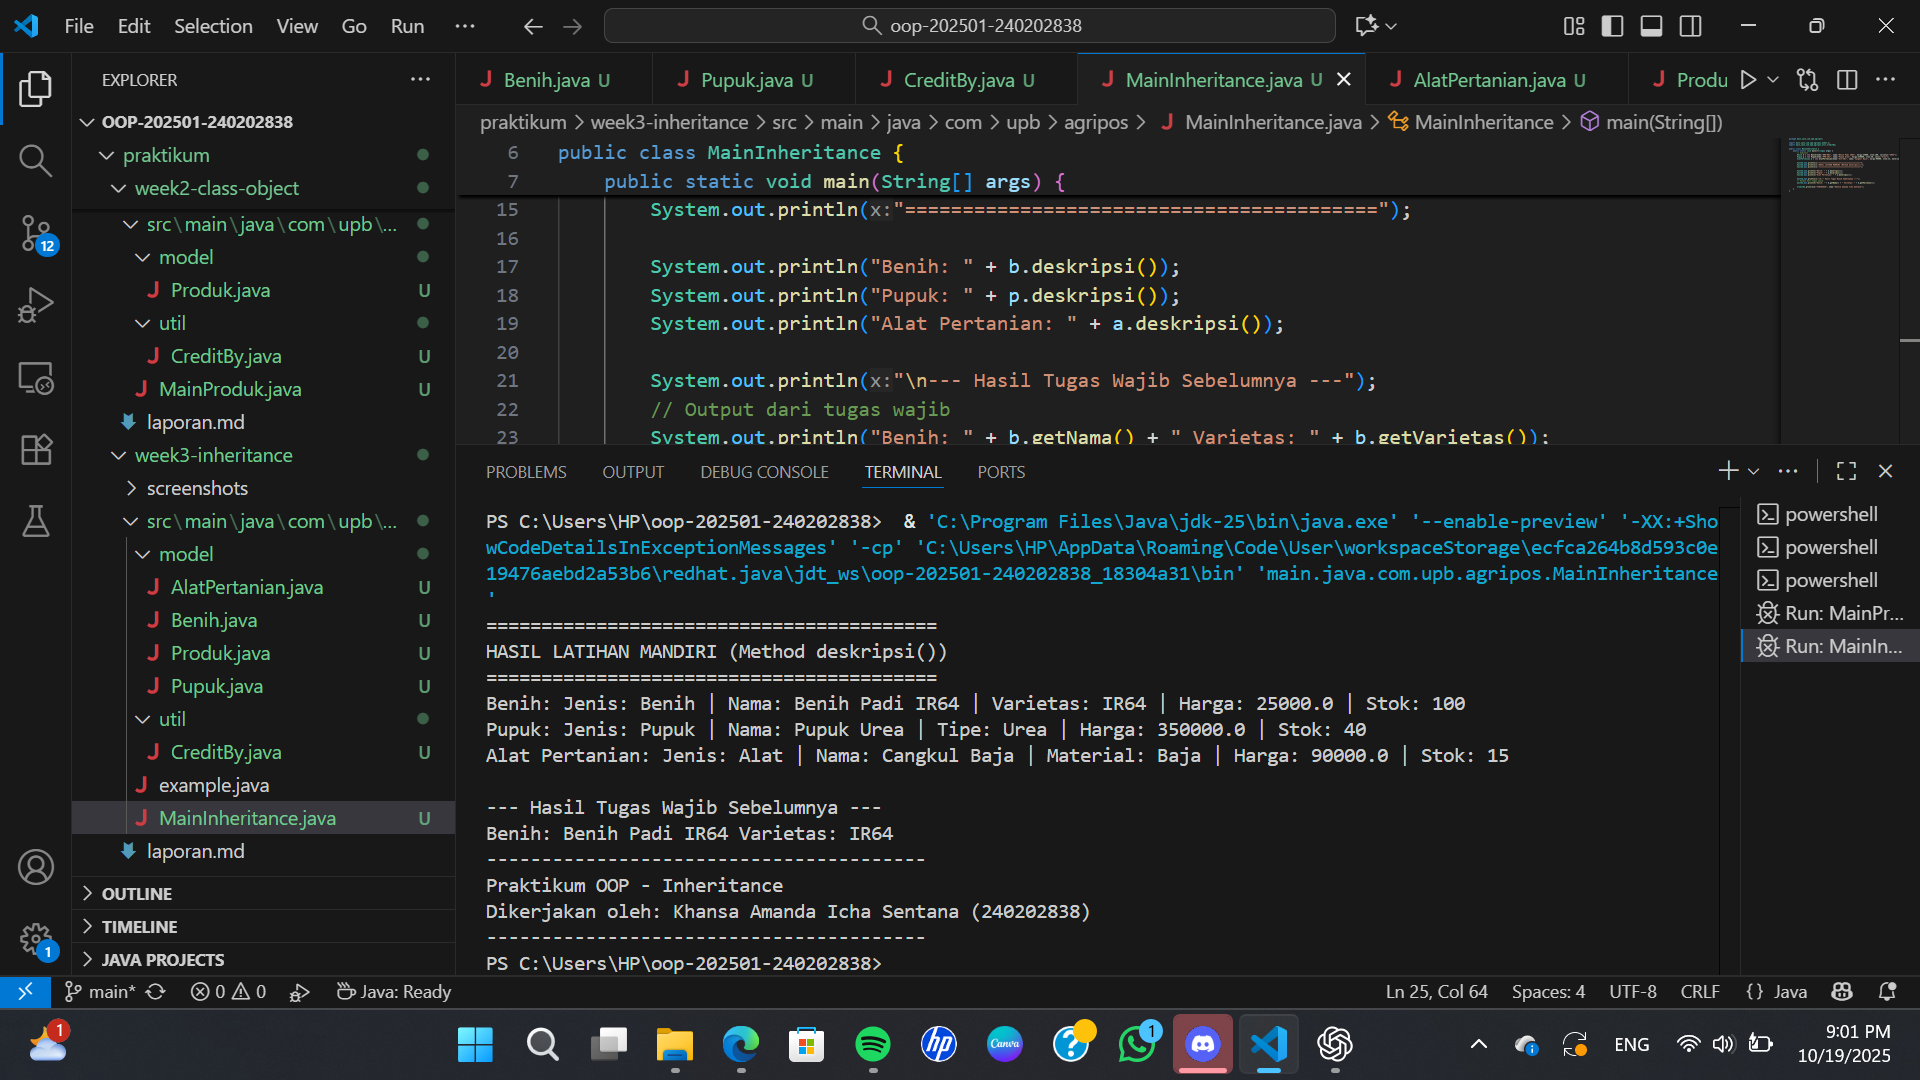 File Edit Selection View Go Run
oop-202501-240202838
EXPLORER
Benih.java U
Pupuk.java U
CreditBy.java U
MainInheritance.java U
AlatPertanian.java U
Produ
OOP-202501-240202838
praktikum
week2-class-object
src\main\java\com\upb\...
model
Produk.java U
util
CreditBy.java U
MainProduk.java U
laporan.md
week3-inheritance
screenshots
src\main\java\com\upb\...
model
AlatPertanian.java U
Benih.java U
Produk.java U
Pupuk.java U
util
CreditBy.java U
example.java
MainInheritance.java U
laporan.md
OUTLINE
TIMELINE
JAVA PROJECTS
12
1
praktikum > week3-inheritance > src > main > java > com > upb > agripos > MainInheritance.java > MainInheritance > main(String[])
6 public class MainInheritance {
7 public static void main(String[] args) {
15 System.out.println(x:"=========================================");
16
17 System.out.println("Benih: " + b.deskripsi());
18 System.out.println("Pupuk: " + p.deskripsi());
19 System.out.println("Alat Pertanian: " + a.deskripsi());
20
21 System.out.println(x:"\n--- Hasil Tugas Wajib Sebelumnya ---");
22 // Output dari tugas wajib
23 System.out.println("Benih: " + b.getNama() + " Varietas: " + b.getVarietas());
PROBLEMS OUTPUT DEBUG CONSOLE TERMINAL PORTS
PS C:\Users\HP\oop-202501-240202838>  & 'C:\Program Files\Java\jdk-25\bin\java.exe' '--enable-preview' '-XX:+Sho
wCodeDetailsInExceptionMessages' '-cp' 'C:\Users\HP\AppData\Roaming\Code\User\workspaceStorage\ecfca264b8d593c0e
19476aebd2a53b6\redhat.java\jdt_ws\oop-202501-240202838_18304a31\bin' 'main.java.com.upb.agripos.MainInheritance
'
=========================================
HASIL LATIHAN MANDIRI (Method deskripsi())
=========================================
Benih: Jenis: Benih | Nama: Benih Padi IR64 | Varietas: IR64 | Harga: 25000.0 | Stok: 100
Pupuk: Jenis: Pupuk | Nama: Pupuk Urea | Tipe: Urea | Harga: 350000.0 | Stok: 40
Alat Pertanian: Jenis: Alat | Nama: Cangkul Baja | Material: Baja | Harga: 90000.0 | Stok: 15
--- Hasil Tugas Wajib Sebelumnya ---
Benih: Benih Padi IR64 Varietas: IR64
----------------------------------------
Praktikum OOP - Inheritance
Dikerjakan oleh: Khansa Amanda Icha Sentana (240202838)
----------------------------------------
PS C:\Users\HP\oop-202501-240202838>
powershell
powershell
powershell
Run: MainPr...
Run: MainIn...
main* 0 0 Java: Ready
Ln 25, Col 64 Spaces: 4 UTF-8 CRLF {} Java
1
hp
Canva
1
ENG
9:01 PM
10/19/2025